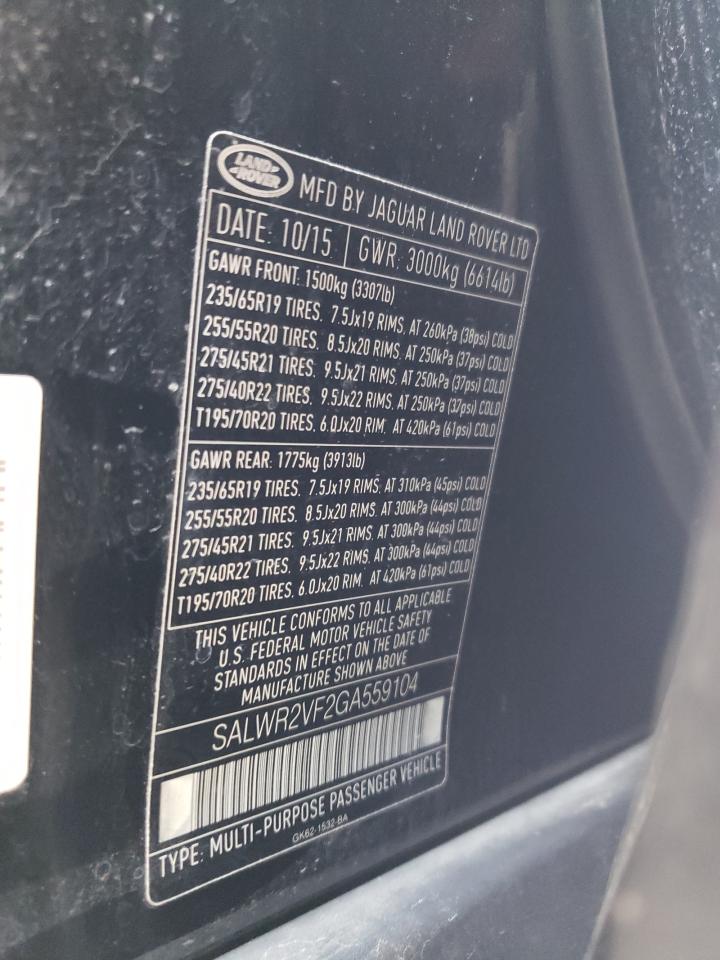 LAND
ROVER
MFD BY JAGUAR LAND ROVER LTD
DATE: 10/15 GWR: 3000kg (6614lb)
GAWR FRONT: 1500kg (3307lb)
235/65R19 TIRES. 7.5Jx19 RIMS. AT 260kPa (38psi) COLD
255/55R20 TIRES. 8.5Jx20 RIMS. AT 250kPa (37psi) COLD
275/45R21 TIRES. 9.5Jx21 RIMS. AT 250kPa (37psi) COLD
275/40R22 TIRES. 9.5Jx22 RIMS. AT 250kPa (37psi) COLD
T195/70R20 TIRES. 6.0Jx20 RIM. AT 420kPa (61psi) COLD
GAWR REAR: 1775kg (3913lb)
235/65R19 TIRES. 7.5Jx19 RIMS. AT 310kPa (45psi) COLD
255/55R20 TIRES. 8.5Jx20 RIMS. AT 300kPa (44psi) COLD
275/45R21 TIRES. 9.5Jx21 RIMS. AT 300kPa (44psi) COLD
275/40R22 TIRES. 9.5Jx22 RIMS. AT 300kPa (44psi) COLD
T195/70R20 TIRES. 6.0Jx20 RIM. AT 420kPa (61psi) COLD
THIS VEHICLE CONFORMS TO ALL APPLICABLE
U.S. FEDERAL MOTOR VEHICLE SAFETY
STANDARDS IN EFFECT ON THE DATE OF
MANUFACTURE SHOWN ABOVE
SALWR2VF2GA559104
TYPE: MULTI-PURPOSE PASSENGER VEHICLE
GK62-1532-BA